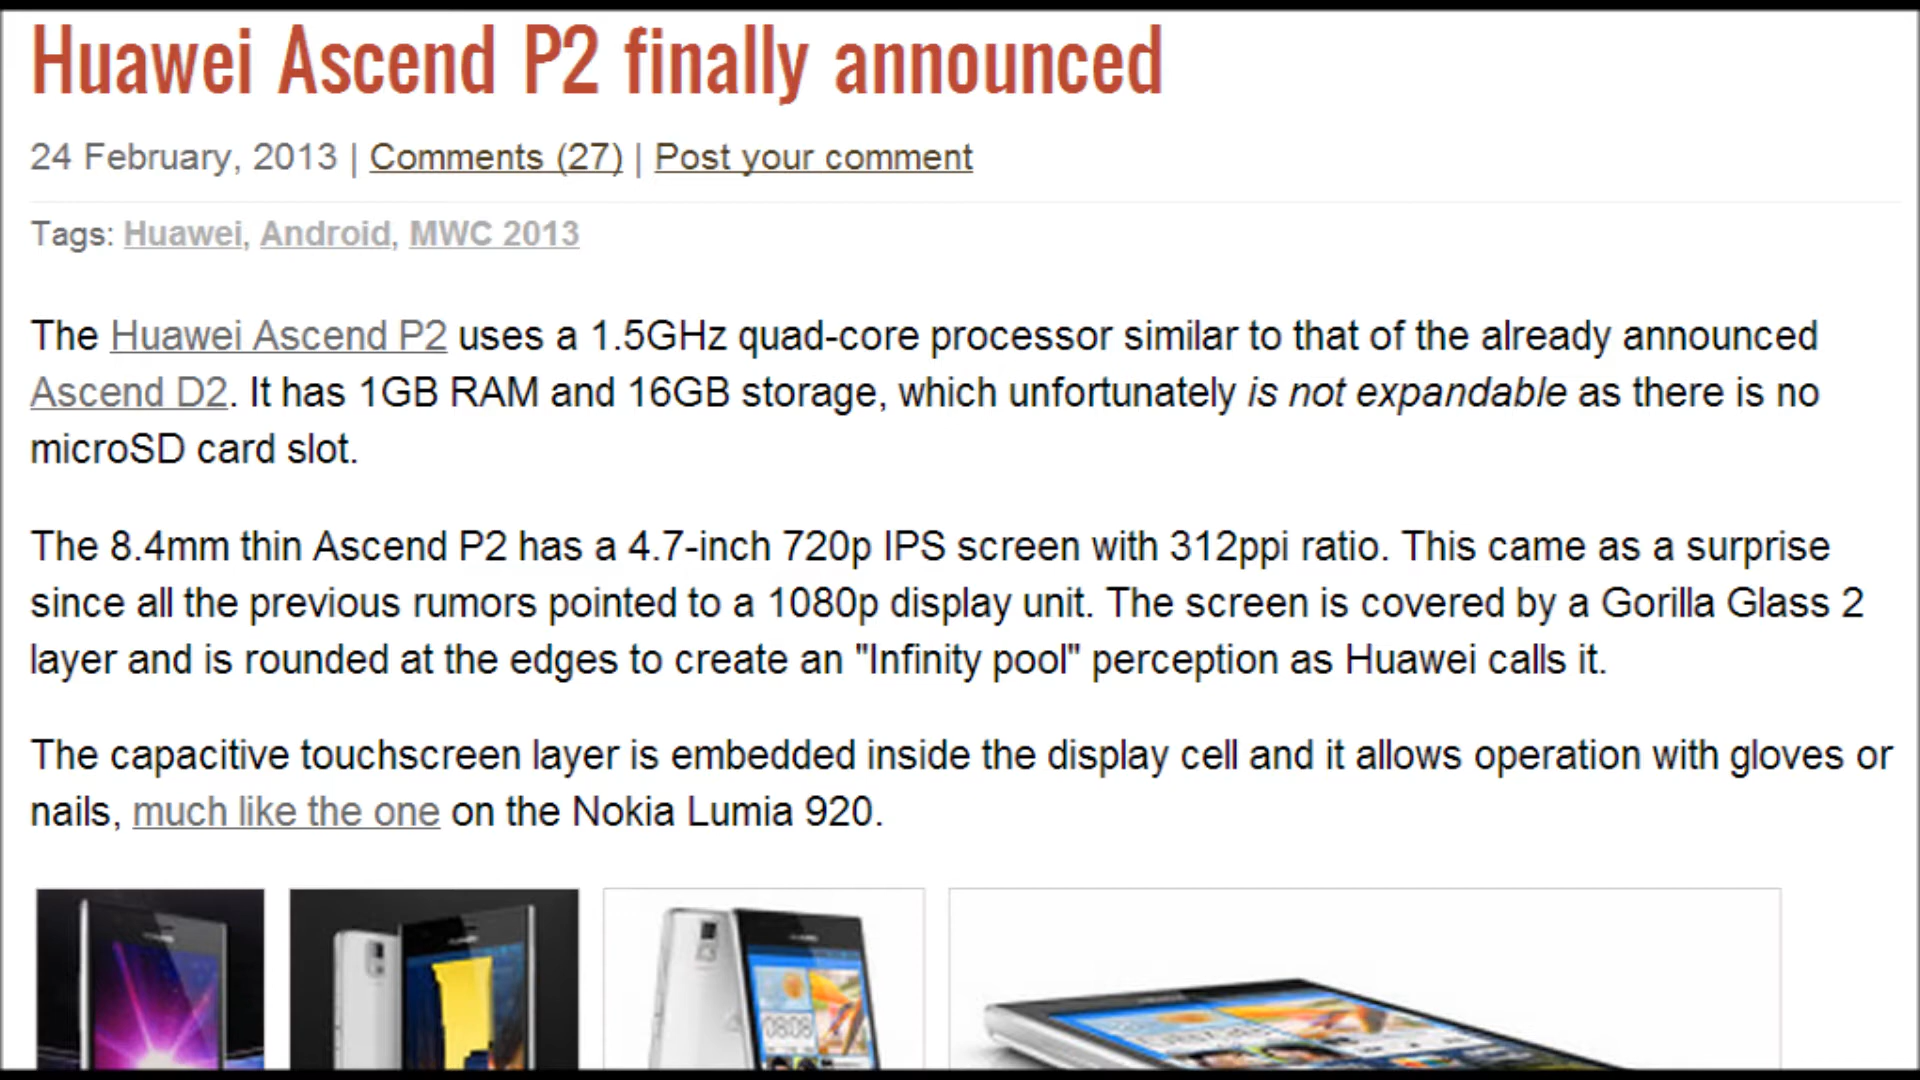 Huawei Ascend P2 finally announced
24 February, 2013 | Comments (27) | Post your comment
Tags: Huawei, Android, MWC 2013
The Huawei Ascend P2 uses a 1.5GHz quad-core processor similar to that of the already announced
Ascend D2. It has 1GB RAM and 16GB storage, which unfortunately is not expandable as there is no
microSD card slot.
The 8.4mm thin Ascend P2 has a 4.7-inch 720p IPS screen with 312ppi ratio. This came as a surprise
since all the previous rumors pointed to a 1080p display unit. The screen is covered by a Gorilla Glass 2
layer and is rounded at the edges to create an "Infinity pool" perception as Huawei calls it.
The capacitive touchscreen layer is embedded inside the display cell and it allows operation with gloves or
nails, much like the one on the Nokia Lumia 920.
08:08